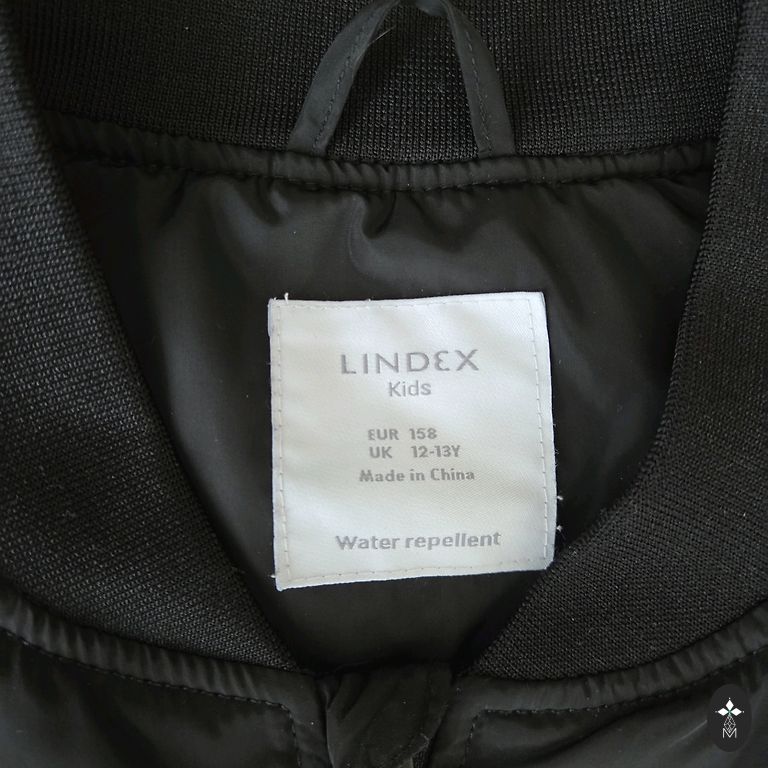 LINDEX
Kids
EUR 158
UK 12-13Y
Made in China
Water repellent
M